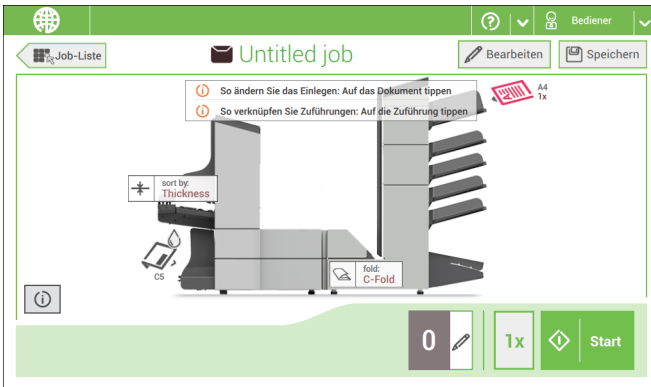 Bediener
Job-Liste
Untitled job
Bearbeiten
Speichern
So ändern Sie das Einlegen: Auf das Dokument tippen
So verknüpfen Sie Zuführungen: Auf die Zuführung tippen
A4
1x
sort by:
Thickness
C5
fold:
C-Fold
0
1x
Start